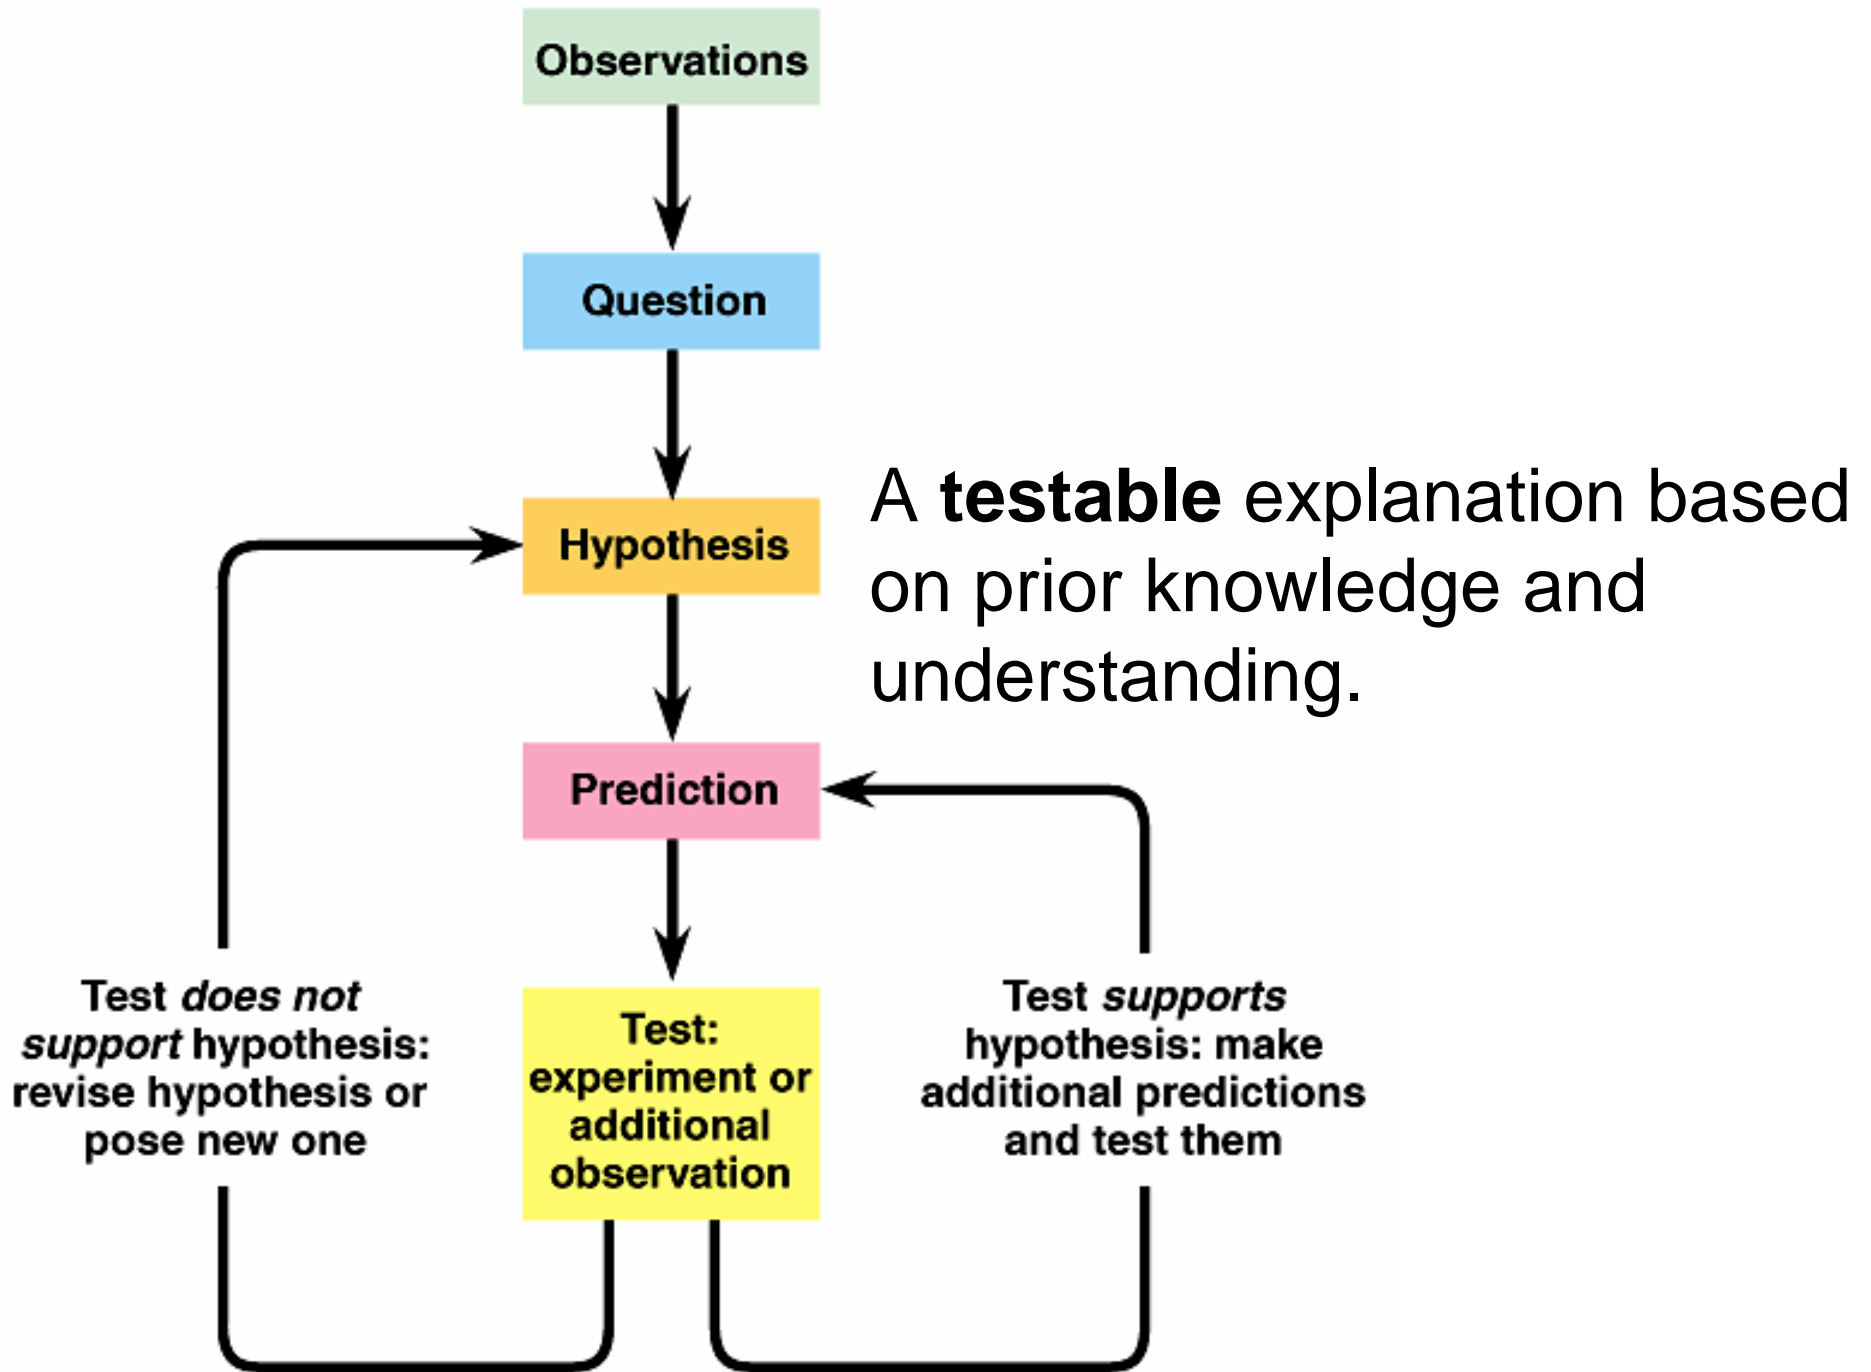 Observations
Question
Hypothesis
A testable explanation based
on prior knowledge and
understanding.
Prediction
Test does not
support hypothesis:
revise hypothesis or
pose new one
Test:
experiment or
additional
observation
Test supports
hypothesis: make
additional predictions
and test them